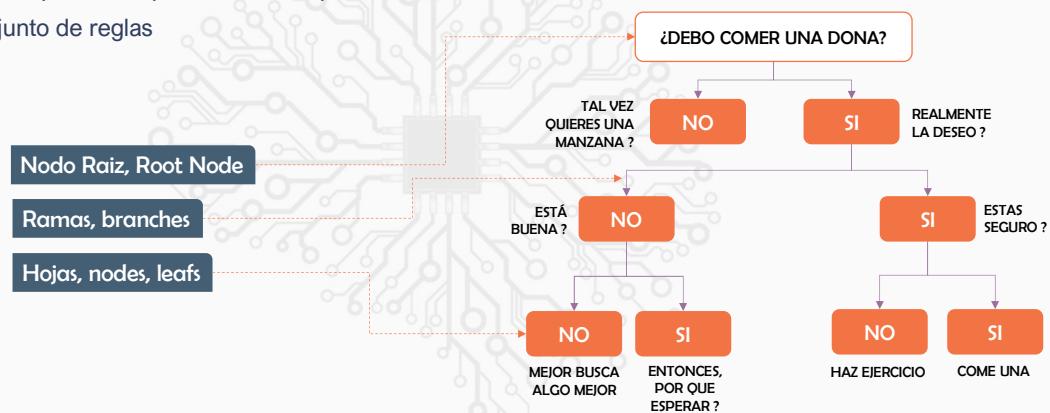 junto de reglas
¿DEBO COMER UNA DONA?
TAL VEZ
QUIERES UNA
MANZANA ?
NO
SI
REALMENTE
LA DESEO ?
Nodo Raiz, Root Node
Ramas, branches
Hojas, nodes, leafs
ESTÁ
BUENA ?
NO
SI
ESTAS
SEGURO ?
NO
SI
NO
SI
MEJOR BUSCA
ALGO MEJOR
ENTONCES,
POR QUE
ESPERAR ?
HAZ EJERCICIO
COME UNA